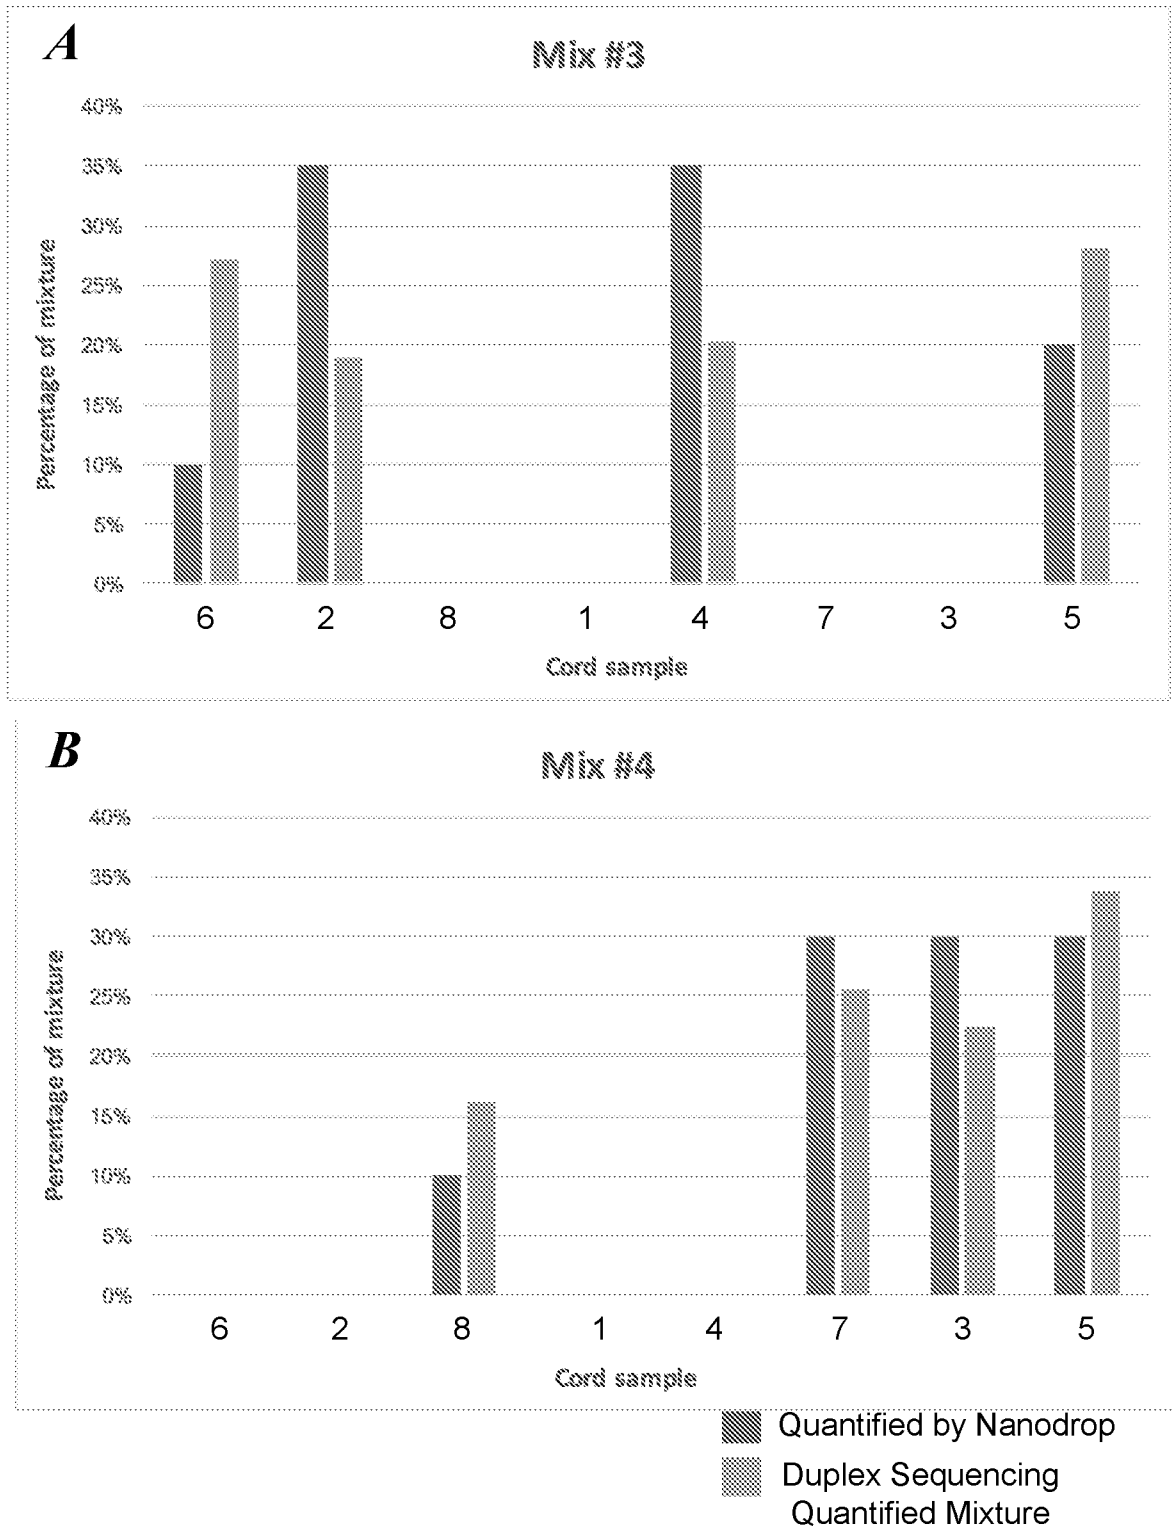 A
Mix #3
40%
35%
30%
25%
20%
15%
10%
5%
0%
Percentage of mixture
6 2 8 1 4 7 3 5
Cord sample
B
Mix #4
40%
35%
30%
25%
20%
15%
10%
5%
0%
Percentage of mixture
6 2 8 1 4 7 3 5
Cord sample
Quantified by Nanodrop
Duplex Sequencing
Quantified Mixture